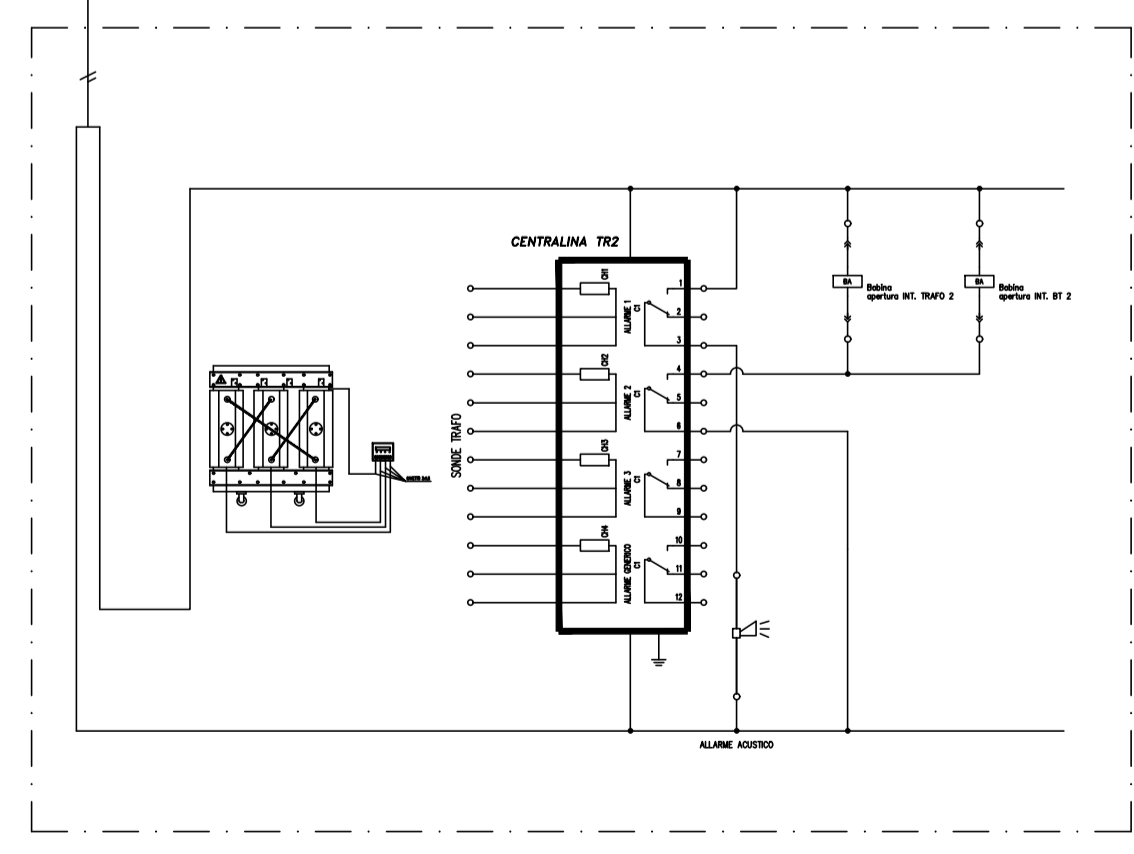 CENTRALINA TR2
SONDE TRAFO
CH1
ALLARME 1
C1
1
2
3
CH2
ALLARME 2
C1
4
5
6
CH3
ALLARME 3
C1
7
8
9
CH4
ALLARME GENERICO
C1
10
11
12
BA
Bobina
apertura INT. TRAFO 2
BA
Bobina
apertura INT. BT 2
ALLARME ACUSTICO